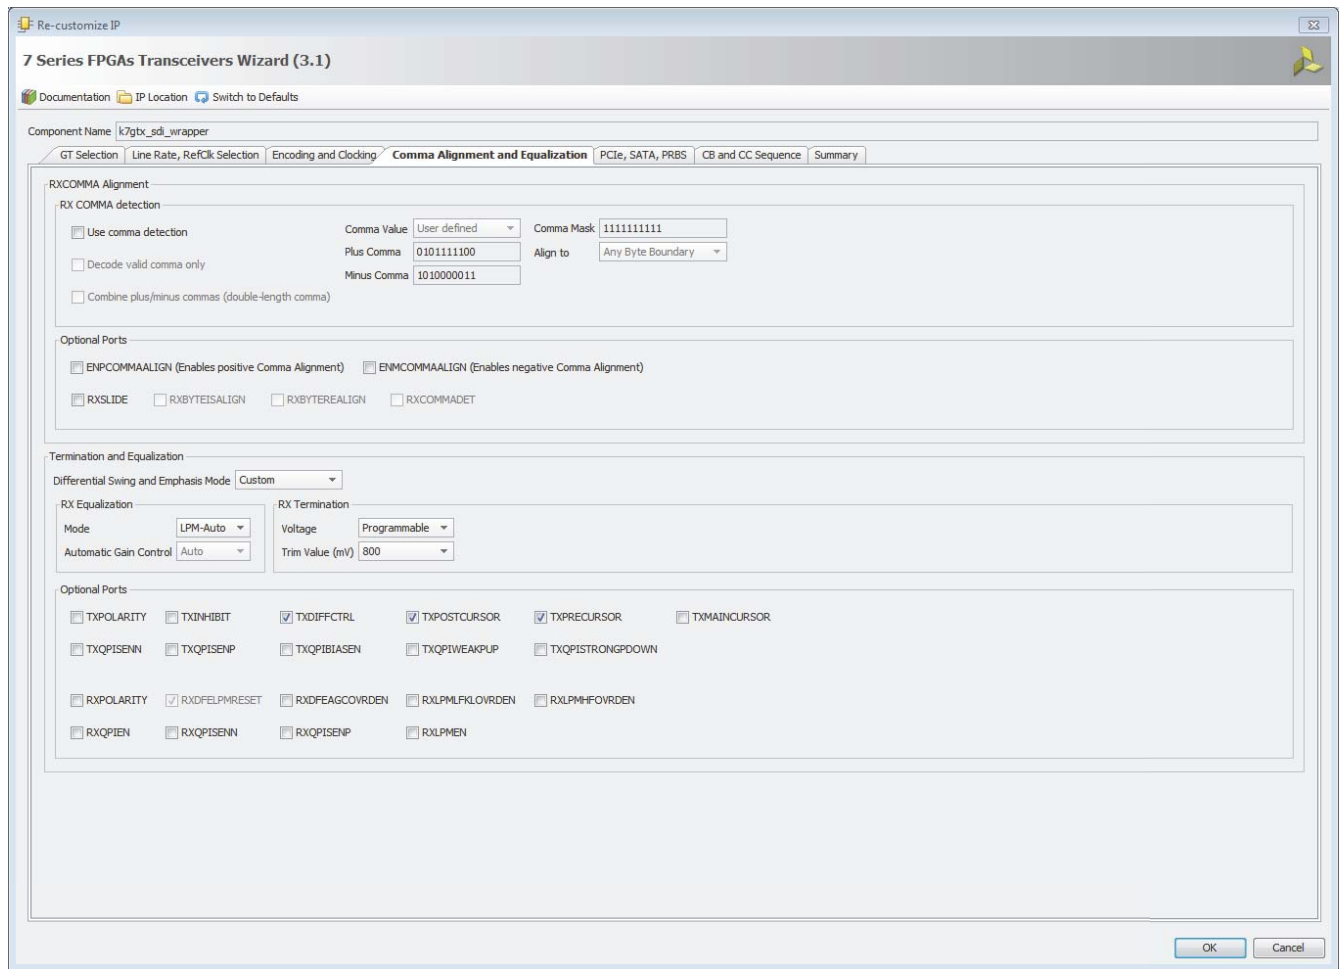 Re-customize IP
7 Series FPGAs Transceivers Wizard (3.1)
Documentation IP Location Switch to Defaults
Component Name k7gtx_sdi_wrapper
GT Selection Line Rate, RefClk Selection Encoding and Clocking Comma Alignment and Equalization PCIe, SATA, PRBS CB and CC Sequence Summary
RXCOMMA Alignment
RX COMMA detection
Use comma detection Comma Value User defined Comma Mask 1111111111
Plus Comma 0101111100 Align to Any Byte Boundary
Decode valid comma only
Minus Comma 1010000011
Combine plus/minus commas (double-length comma)
Optional Ports
ENPCOMMAALIGN (Enables positive Comma Alignment) ENMCOMMAALIGN (Enables negative Comma Alignment)
RXSLIDE RXBYTEISALIGN RXBYTEREALIGN RXCOMMADET
Termination and Equalization
Differential Swing and Emphasis Mode Custom
RX Equalization RX Termination
Mode LPM-Auto Voltage Programmable
Automatic Gain Control Auto Trim Value (mV) 800
Optional Ports
TXPOLARITY TXINHIBIT TXDIFFCTRL TXPOSTCURSOR TXPRECURSOR TXMAINCURSOR
TXQPISENN TXQPISENP TXQPIBIASEN TXQPIWEAKPUP TXQPISTRONGPDOWN
RXPOLARITY RXDFELPMRESET RXDFEAGCOVRDEN RXLPMLFKLOVRDEN RXLPMHFOVRDEN
RXQPIEN RXQPISENN RXQPISENP RXLPMEN
OK Cancel